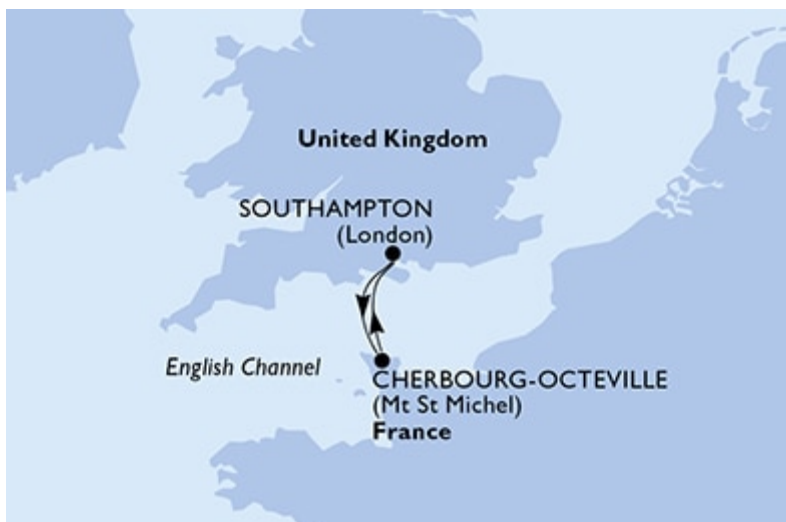 United Kingdom
SOUTHAMPTON
(London)
English Channel
CHERBOURG-OCTEVILLE
(Mt St Michel)
France